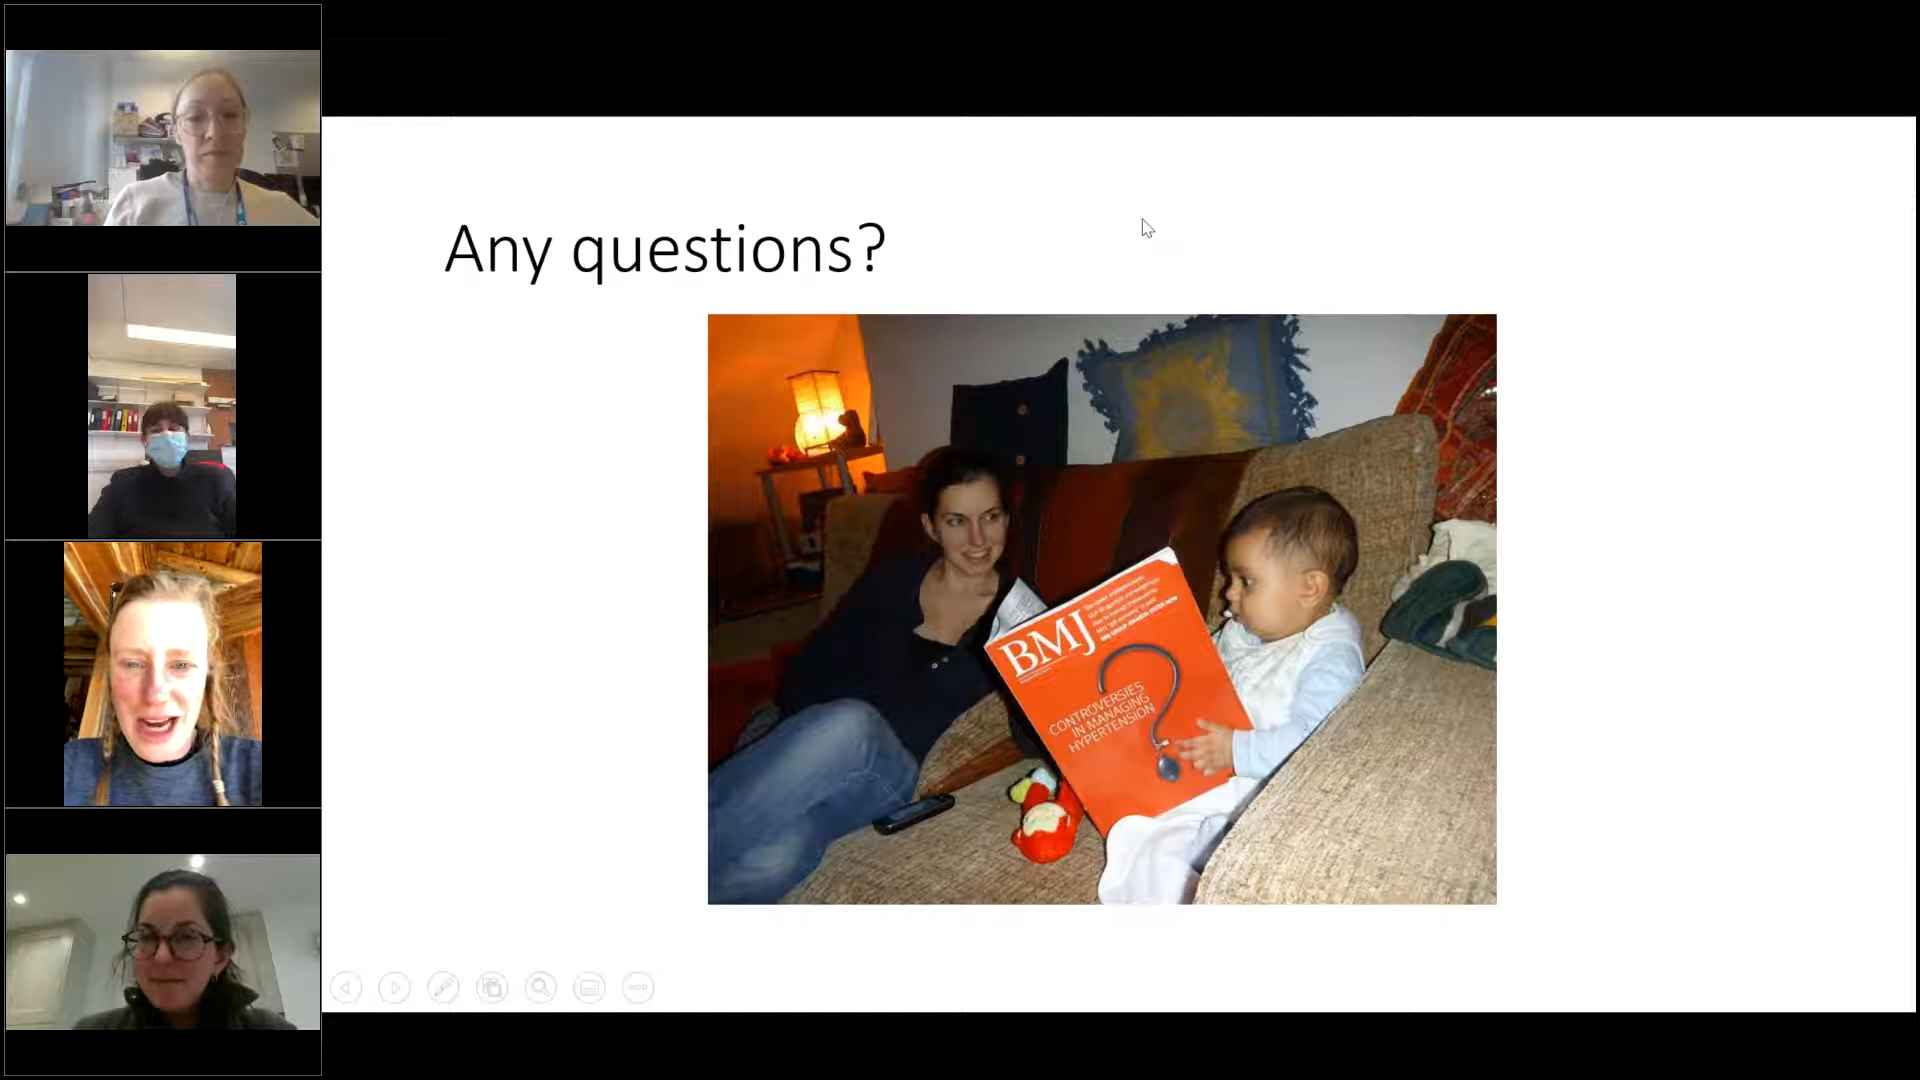 Any questions?
BMJ
CONTROVERSIES
IN MANAGING
HYPERTENSION